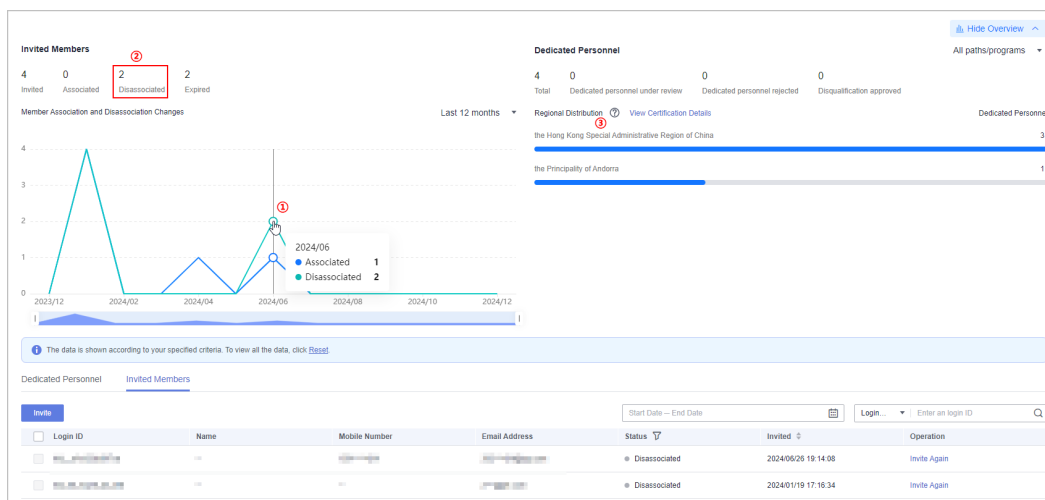 Hide Overview
Invited Members
②
Dedicated Personnel
All paths/programs
4 0 2 2
Invited Associated Disassociated Expired
4 0 0 0
Total Dedicated personnel under review Dedicated personnel rejected Disqualification approved
Member Association and Disassociation Changes
Last 12 months
Regional Distribution View Certification Details
Dedicated Personne
③
the Hong Kong Special Administrative Region of China
3
the Principality of Andorra
1
4
3
2
1
0
①
2024/06
Associated 1
Disassociated 2
2023/12 2024/02 2024/04 2024/06 2024/08 2024/10 2024/12
The data is shown according to your specified criteria. To view all the data, click Reset.
Dedicated Personnel Invited Members
Invite
Start Date – End Date
Login...
Enter an login ID
Login ID Name Mobile Number Email Address Status Invited Operation
Disassociated 2024/06/26 19:14:08 Invite Again
Disassociated 2024/01/19 17:16:34 Invite Again